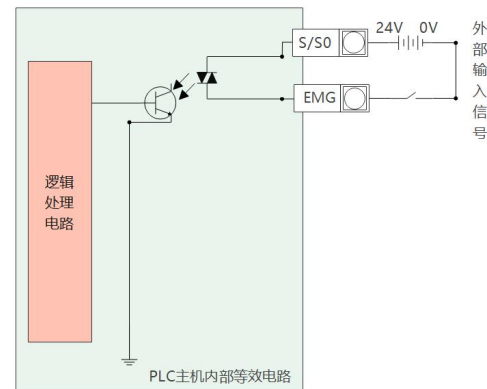 24V 0V
S/S0
EMG
外
部
输
入
信
号
逻辑
处理
电路
PLC主机内部等效电路